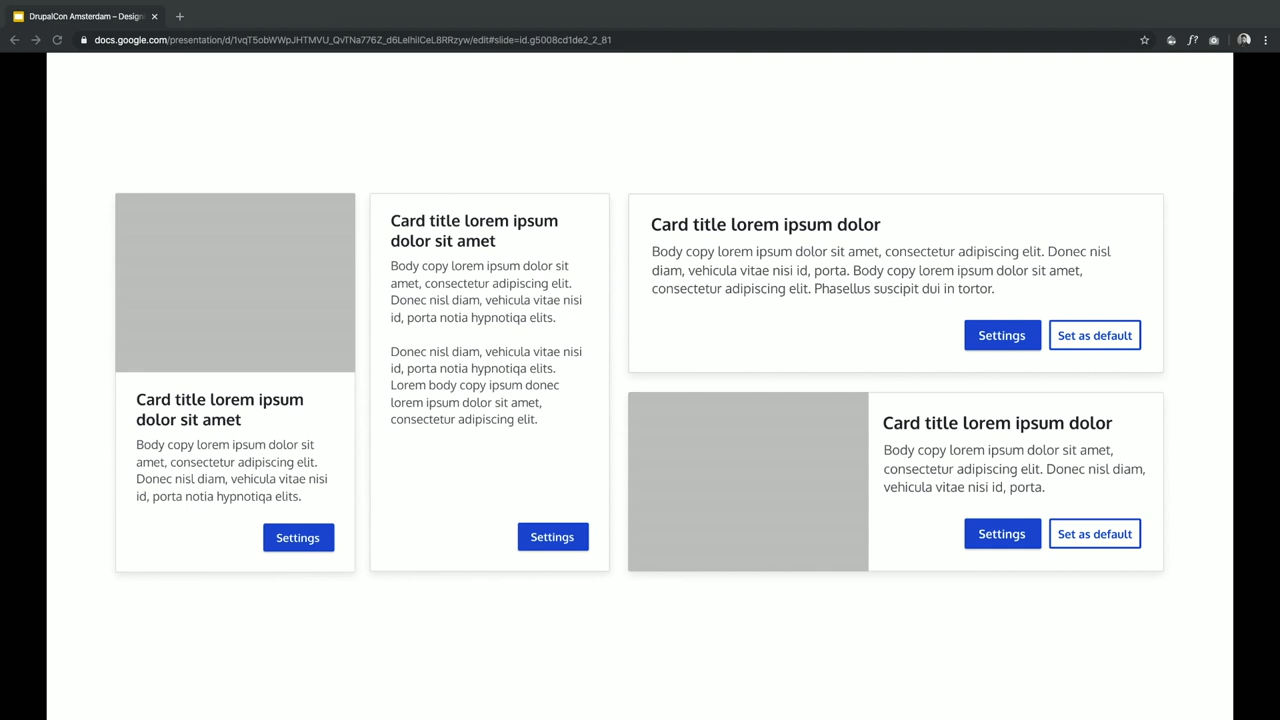 DrupalCon Amsterdam – Design
docs.google.com/presentation/d/1vqT5obWWpJHTMVU_QvTNa776Z_d6LeIhiICeL8RRzyw/edit#slide=id.g5008cd1de2_2_81
f?
Card title lorem ipsum
dolor sit amet
Body copy lorem ipsum dolor sit
amet, consectetur adipiscing elit.
Donec nisl diam, vehicula vitae nisi
id, porta notia hypnotiqa elits.
Settings
Card title lorem ipsum
dolor sit amet
Body copy lorem ipsum dolor sit
amet, consectetur adipiscing elit.
Donec nisl diam, vehicula vitae nisi
id, porta notia hypnotiqa elits.
Donec nisl diam, vehicula vitae nisi
id, porta notia hypnotiqa elits.
Lorem body copy ipsum donec
lorem ipsum dolor sit amet,
consectetur adipiscing elit.
Settings
Card title lorem ipsum dolor
Body copy lorem ipsum dolor sit amet, consectetur adipiscing elit. Donec nisl
diam, vehicula vitae nisi id, porta. Body copy lorem ipsum dolor sit amet,
consectetur adipiscing elit. Phasellus suscipit dui in tortor.
Settings
Set as default
Card title lorem ipsum dolor
Body copy lorem ipsum dolor sit amet,
consectetur adipiscing elit. Donec nisl diam,
vehicula vitae nisi id, porta.
Settings
Set as default